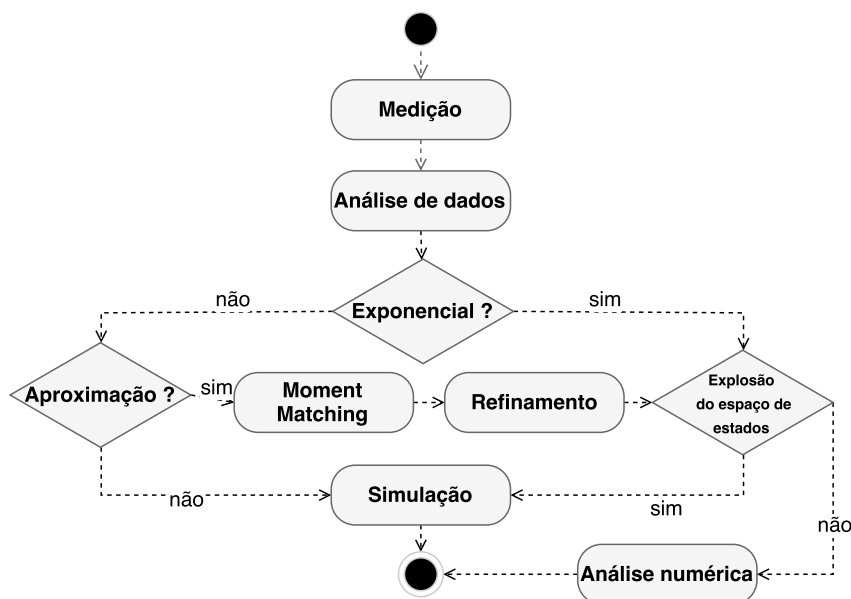 Medição
Análise de dados
não
Exponencial ?
sim
Aproximação ?
sim
Moment
Matching
Refinamento
Explosão
do espaço de
estados
não
Simulação
sim
não
Análise numérica